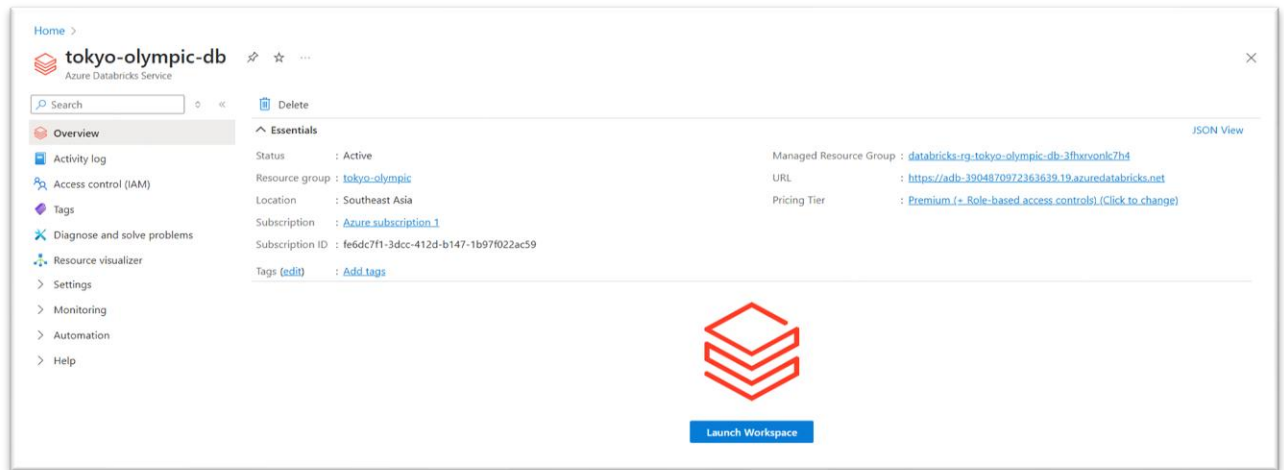 Home >
tokyo-olympic-db
Azure Databricks Service
Search
Overview
Activity log
Access control (IAM)
Tags
Diagnose and solve problems
Resource visualizer
> Settings
> Monitoring
> Automation
> Help
Delete
Essentials
JSON View
Status : Active
Resource group : tokyo-olympic
Location : Southeast Asia
Subscription : Azure subscription 1
Subscription ID : fe6dc7f1-3dcc-412d-b147-1b97f022ac59
Tags (edit) : Add tags
Managed Resource Group : databricks-rg-tokyo-olympic-db-3fhxrvonlc7h4
URL : https://adb-3904870972363639.19.azuredatabricks.net
Pricing Tier : Premium (+ Role-based access controls) (Click to change)
Launch Workspace